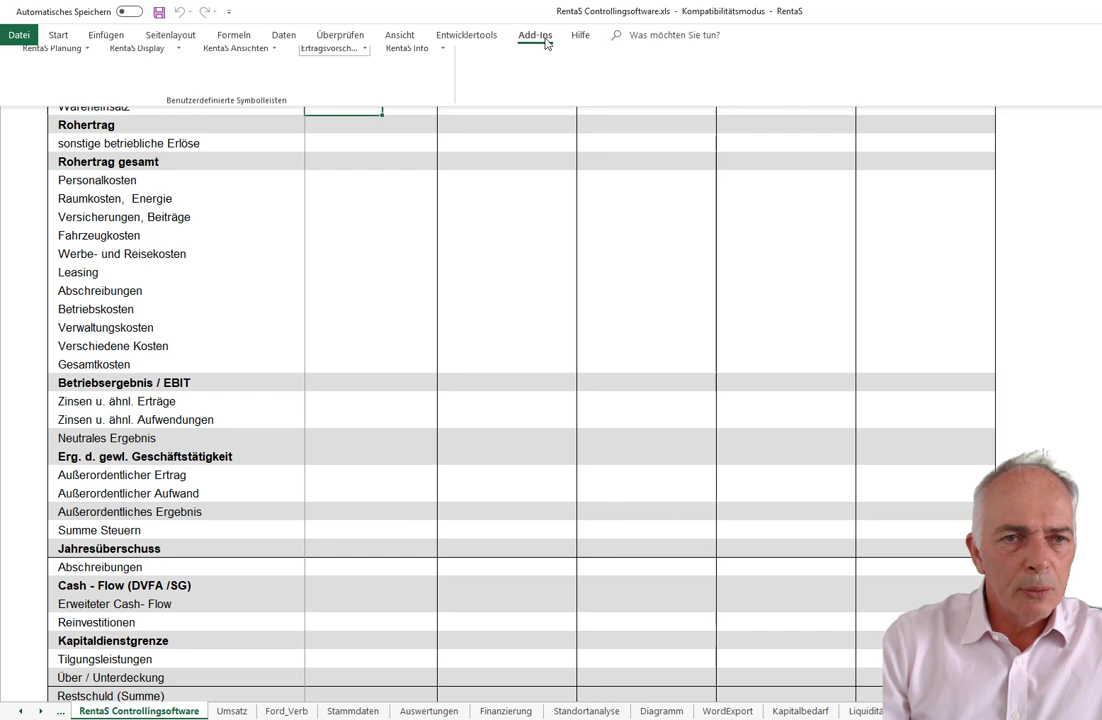 Automatisches Speichern
RentaS Controllingsoftware.xls - Kompatibilitätsmodus - RentaS
Datei Start Einfügen Seitenlayout Formeln Daten Überprüfen Ansicht Entwicklertools Add-Ins Hilfe Was möchten Sie tun?
RentaS Planung RentaS Display RentaS Ansichten Ertragsvorsch... RentaS Info
Benutzerdefinierte Symbolleisten
Wareneinsatz
Rohertrag
sonstige betriebliche Erlöse
Rohertrag gesamt
Personalkosten
Raumkosten, Energie
Versicherungen, Beiträge
Fahrzeugkosten
Werbe- und Reisekosten
Leasing
Abschreibungen
Betriebskosten
Verwaltungskosten
Verschiedene Kosten
Gesamtkosten
Betriebsergebnis / EBIT
Zinsen u. ähnl. Erträge
Zinsen u. ähnl. Aufwendungen
Neutrales Ergebnis
Erg. d. gewl. Geschäftstätigkeit
Außerordentlicher Ertrag
Außerordentlicher Aufwand
Außerordentliches Ergebnis
Summe Steuern
Jahresüberschuss
Abschreibungen
Cash - Flow (DVFA /SG)
Erweiteter Cash- Flow
Reinvestitionen
Kapitaldienstgrenze
Tilgungsleistungen
Über / Unterdeckung
Restschuld (Summe)
... RentaS Controllingsoftware Umsatz Ford_Verb Stammdaten Auswertungen Finanzierung Standortanalyse Diagramm WordExport Kapitalbedarf Liquiditä